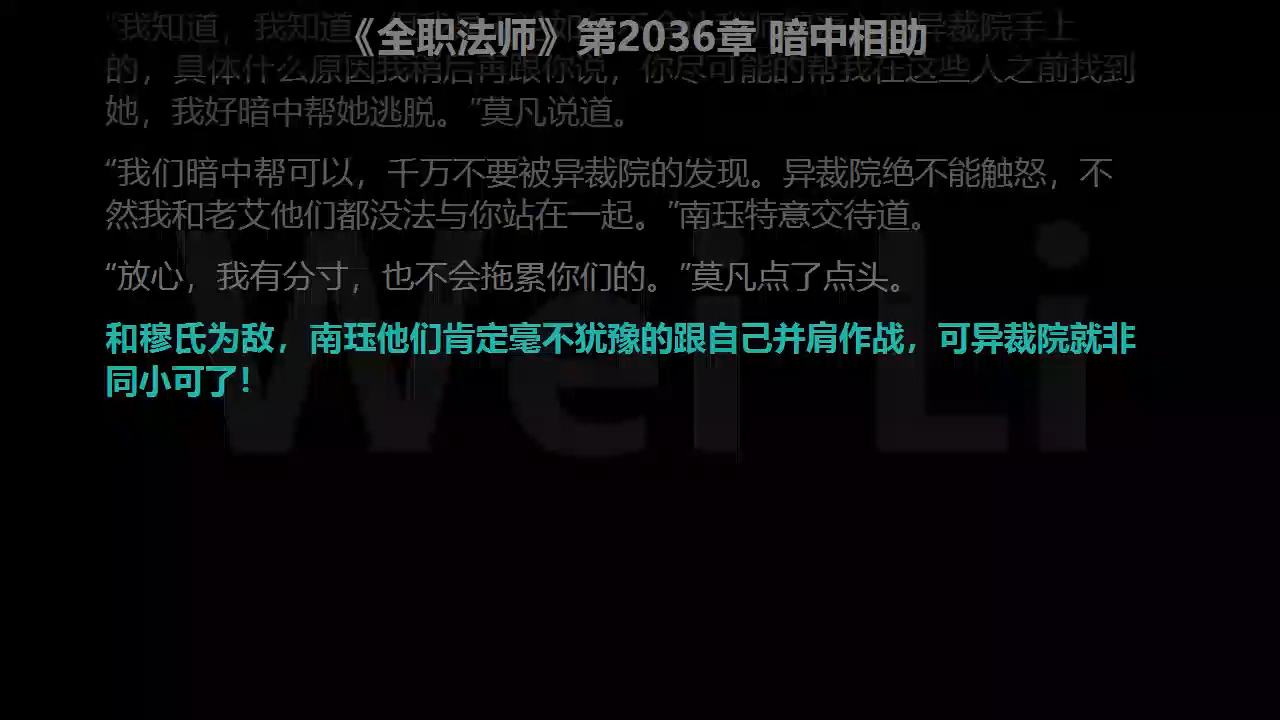 《全职法师》第2036章 暗中相助
“我知道，我知道
异裁院手上
的，具体什么原因我稍后再跟你说，你尽可能的帮我在这些人之前找到
她，我好暗中帮她逃脱。”莫凡说道。
“我们暗中帮可以，千万不要被异裁院的发现。异裁院绝不能触怒，不
然我和老艾他们都没法与你站在一起。”南珏特意交待道。
“放心，我有分寸，也不会拖累你们的。”莫凡点了点头。
和穆氏为敌，南珏他们肯定毫不犹豫的跟自己并肩作战，可异裁院就非
同小可了！
Wei Li